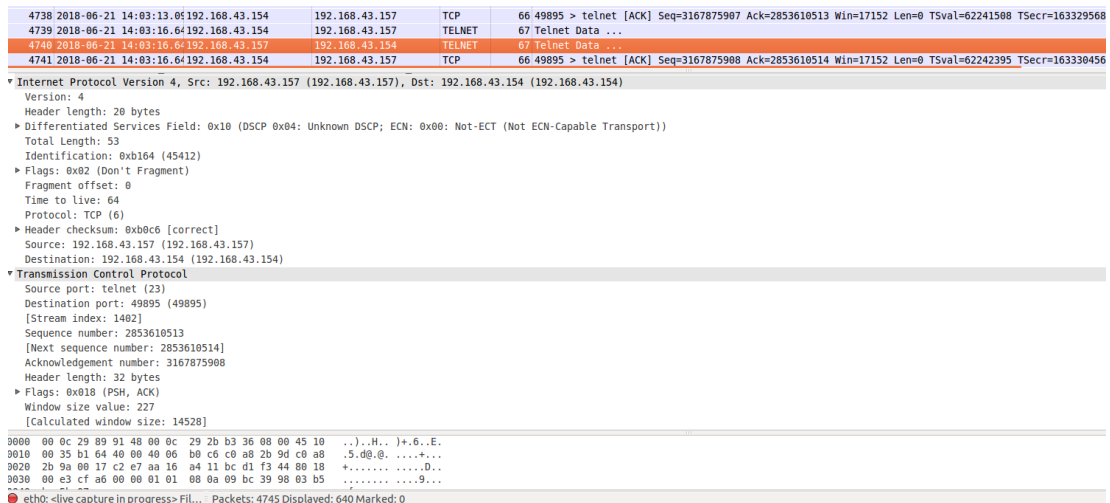 4738 2018-06-21 14:03:13.09 192.168.43.154 192.168.43.157 TCP 66 49895 > telnet [ACK] Seq=3167875907 Ack=2853610513 Win=17152 Len=0 TSval=62241508 TSecr=163329568
4739 2018-06-21 14:03:16.64 192.168.43.154 192.168.43.157 TELNET 67 Telnet Data ...
4740 2018-06-21 14:03:16.64 192.168.43.157 192.168.43.154 TELNET 67 Telnet Data ...
4741 2018-06-21 14:03:16.64 192.168.43.154 192.168.43.157 TCP 66 49895 > telnet [ACK] Seq=3167875908 Ack=2853610514 Win=17152 Len=0 TSval=62242395 TSecr=163330456
Internet Protocol Version 4, Src: 192.168.43.157 (192.168.43.157), Dst: 192.168.43.154 (192.168.43.154)
Version: 4
Header length: 20 bytes
Differentiated Services Field: 0x10 (DSCP 0x04: Unknown DSCP; ECN: 0x00: Not-ECT (Not ECN-Capable Transport))
Total Length: 53
Identification: 0xb164 (45412)
Flags: 0x02 (Don't Fragment)
Fragment offset: 0
Time to live: 64
Protocol: TCP (6)
Header checksum: 0xb0c6 [correct]
Source: 192.168.43.157 (192.168.43.157)
Destination: 192.168.43.154 (192.168.43.154)
Transmission Control Protocol
Source port: telnet (23)
Destination port: 49895 (49895)
[Stream index: 1402]
Sequence number: 2853610513
[Next sequence number: 2853610514]
Acknowledgement number: 3167875908
Header length: 32 bytes
Flags: 0x018 (PSH, ACK)
Window size value: 227
[Calculated window size: 14528]
0000 00 0c 29 89 91 48 00 0c 29 2b b3 36 08 00 45 10 ..)..H.. )+.6..E.
0010 00 35 b1 64 40 00 40 06 b0 c6 c0 a8 2b 9d c0 a8 .5.d@.@. ....+...
0020 2b 9a 00 17 c2 e7 aa 16 a4 11 bc d1 f3 44 80 18 +....... .....D..
0030 00 e3 cf a6 00 00 01 01 08 0a 09 bc 39 98 03 b5 ........ ....9...
eth0: <live capture in progress> Fil... Packets: 4745 Displayed: 640 Marked: 0